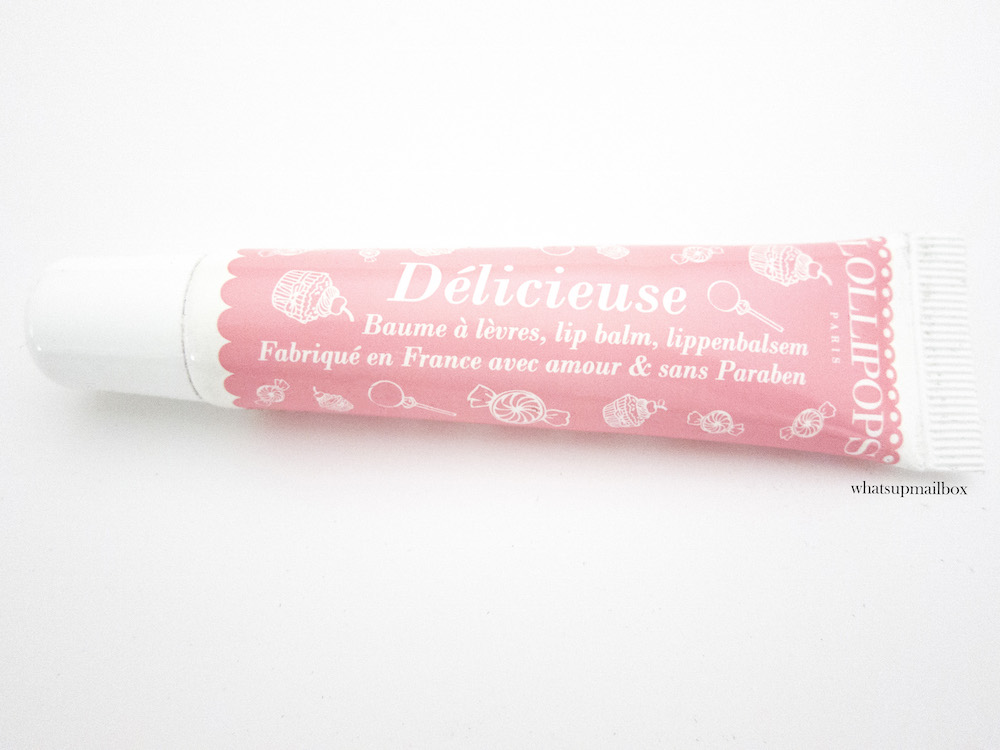 Délicieuse
Baume à lèvres, lip balm, lippenbalsem
Fabriqué en France avec amour & sans Paraben
LOLLIPOPS
PARIS
whatsupmailbox